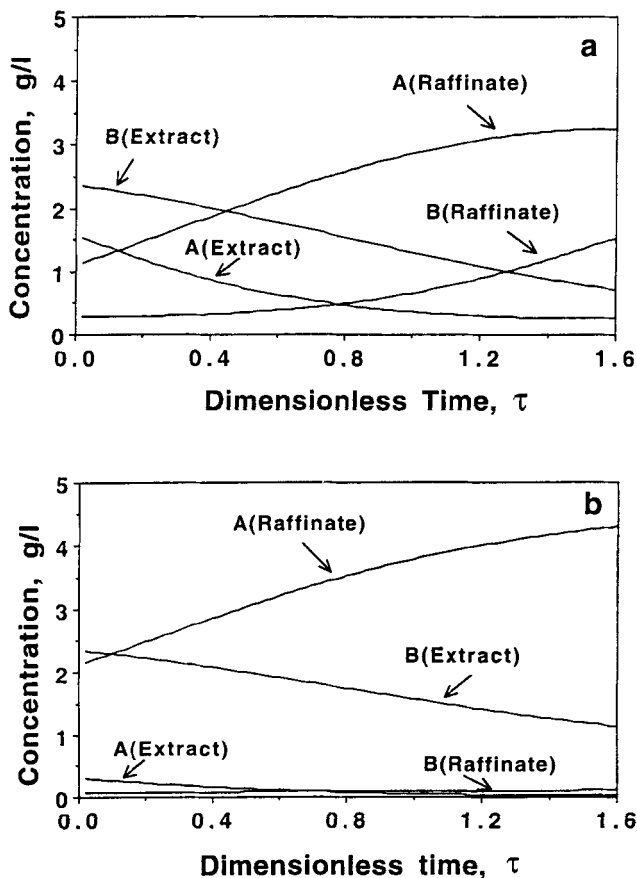 5
a
A(Raffinate)
4
B(Extract)
3
B(Raffinate)
2
A(Extract)
1
0
0.0 0.4 0.8 1.2 1.6
Concentration, g/l
Dimensionless Time, τ
5
b
A(Raffinate)
4
3
B(Extract)
2
A(Extract)
B(Raffinate)
1
0
0.0 0.4 0.8 1.2 1.6
Concentration, g/l
Dimensionless time, τ